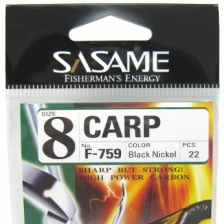 SASAME
FISHERMAN'S ENERGY
SIZE 8 CARP
No. F-759 COLOR Black Nickel PCS. 22
SHARP BUT STRONG!
HIGH POWER CARBON